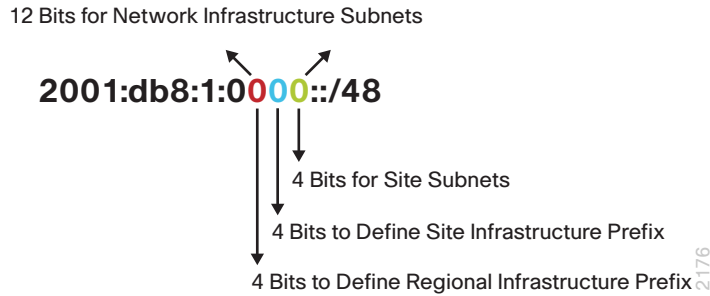 12 Bits for Network Infrastructure Subnets
2001:db8:1:0000::/48
4 Bits for Site Subnets
4 Bits to Define Site Infrastructure Prefix
4 Bits to Define Regional Infrastructure Prefix
2176